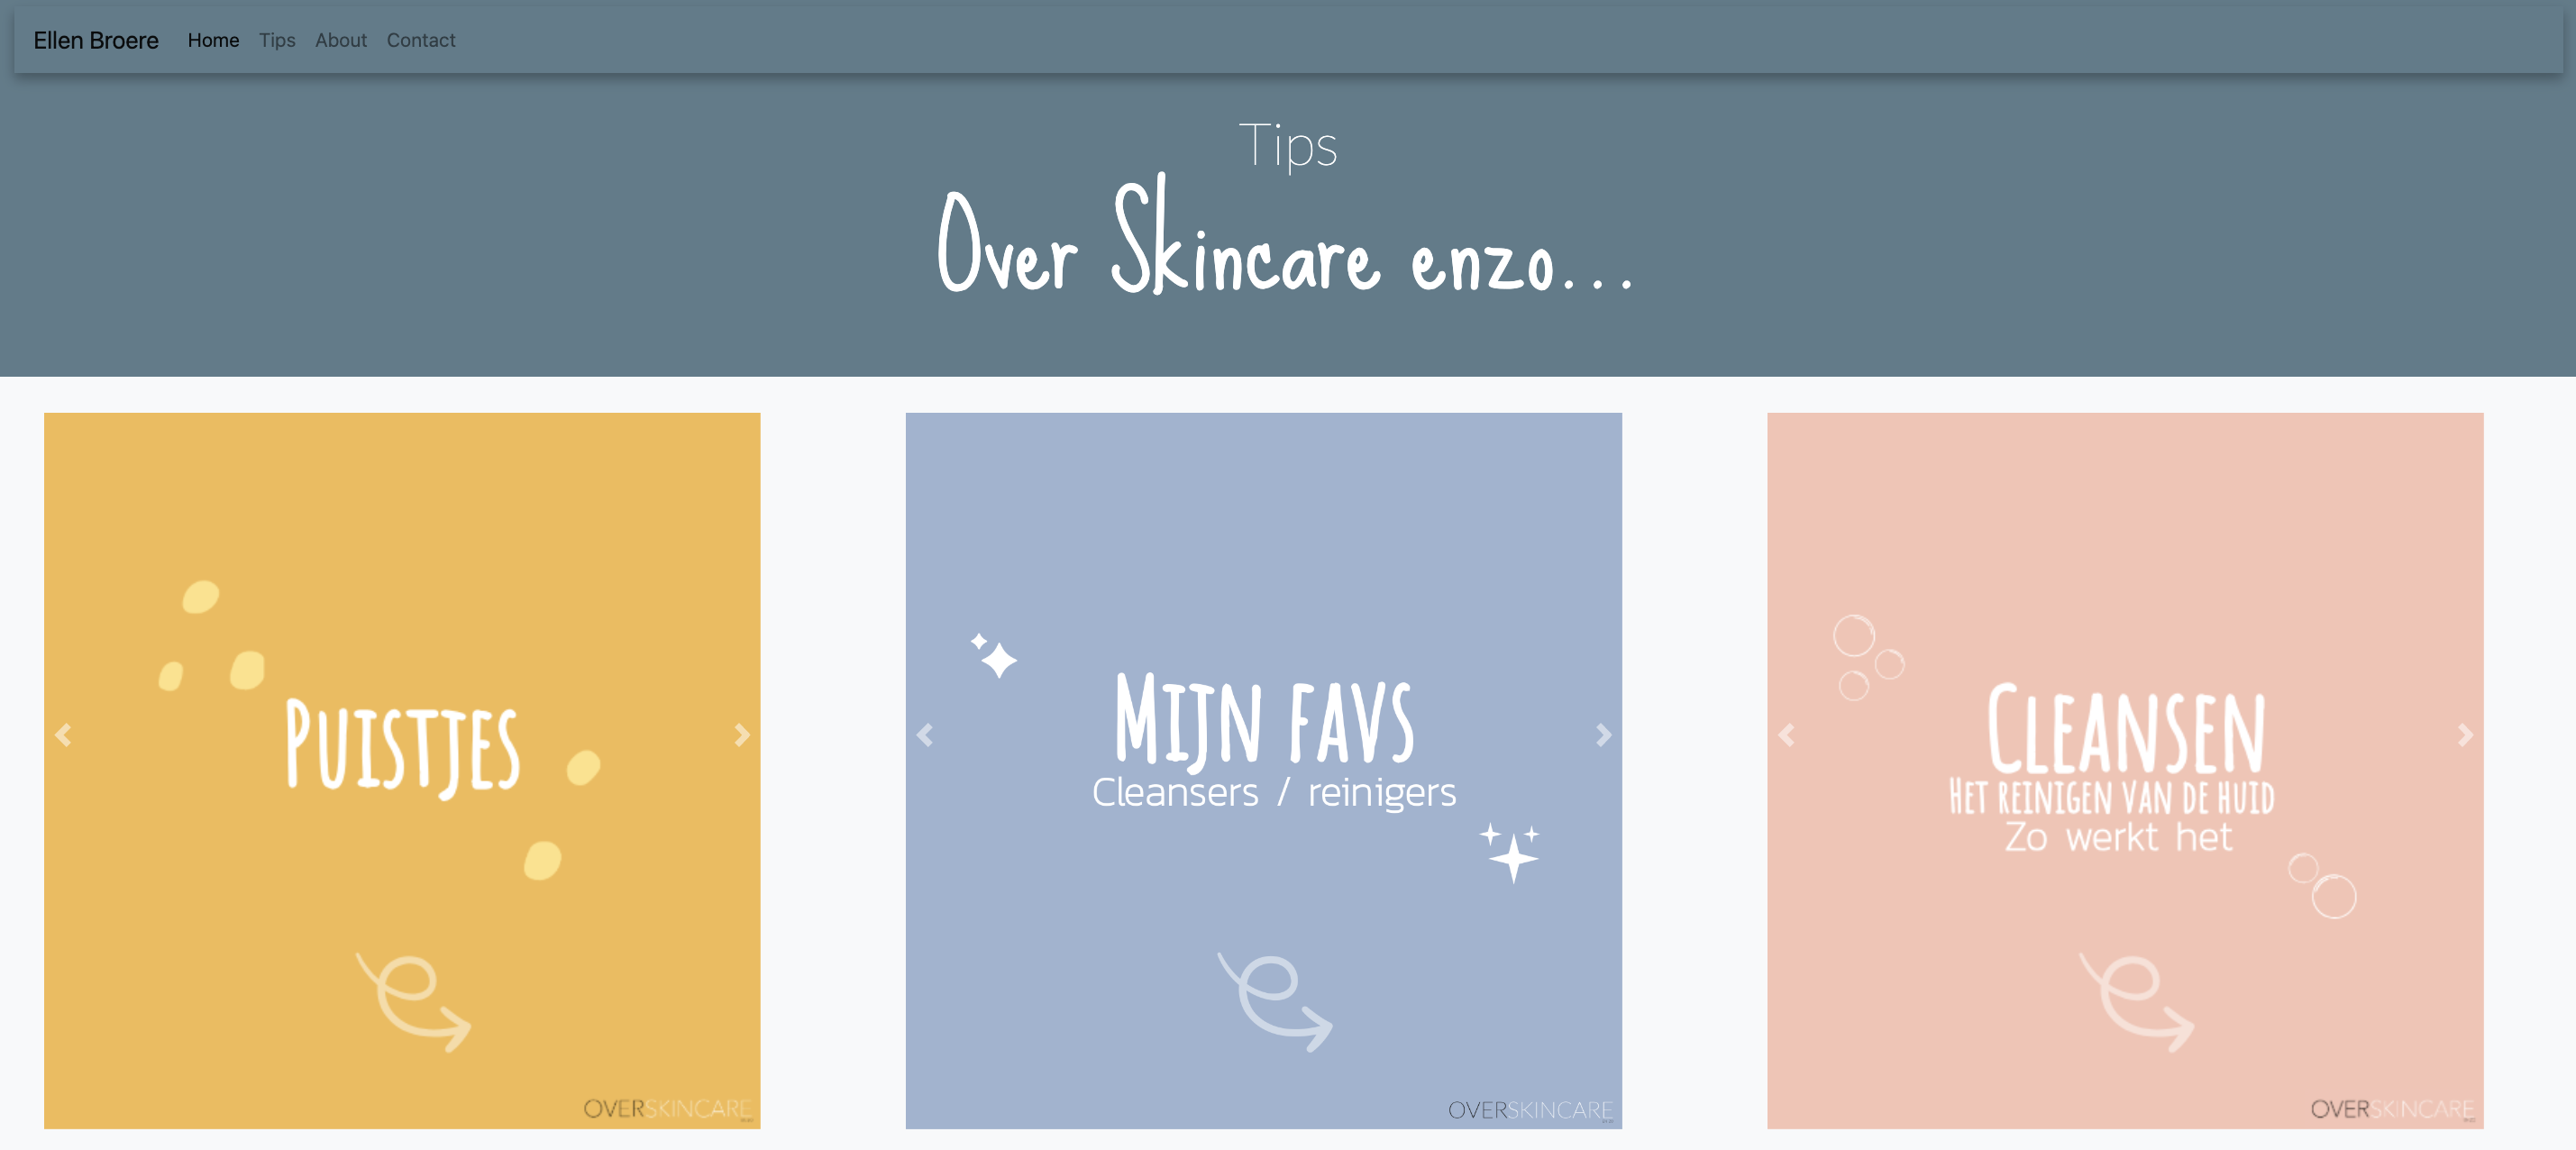 Ellen Broere Home Tips About Contact
Tips
Over Skincare enzo...
PUISTJES
OVERSKINCARE
MIJN FAVS
Cleansers / reinigers
OVERSKINCARE
CLEANSEN
HET REINIGEN VAN DE HUID
Zo werkt het
OVERSKINCARE